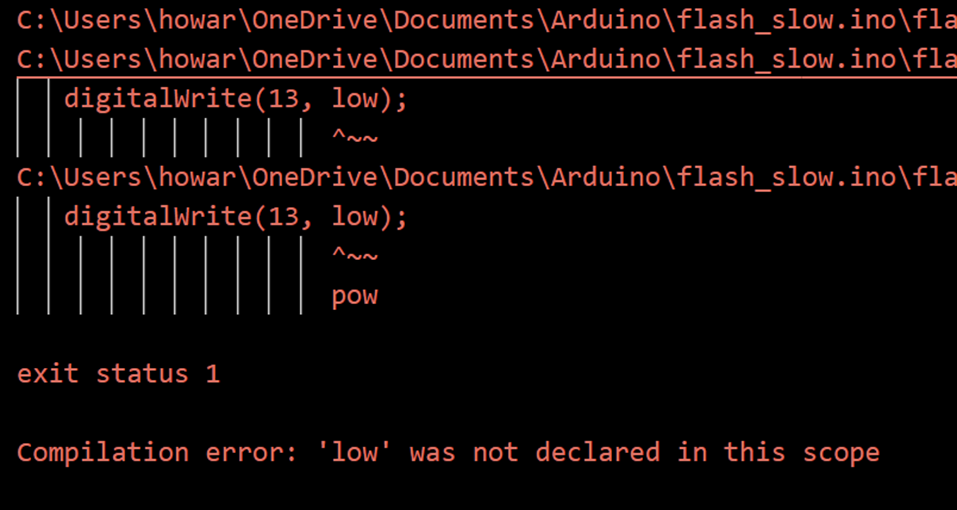 C:\Users\howar\OneDrive\Documents\Arduino\flash_slow.ino\fla
C:\Users\howar\OneDrive\Documents\Arduino\flash_slow.ino\fla
digitalWrite(13, low);
^~~
C:\Users\howar\OneDrive\Documents\Arduino\flash_slow.ino\fla
digitalWrite(13, low);
^~~
pow
exit status 1
Compilation error: 'low' was not declared in this scope